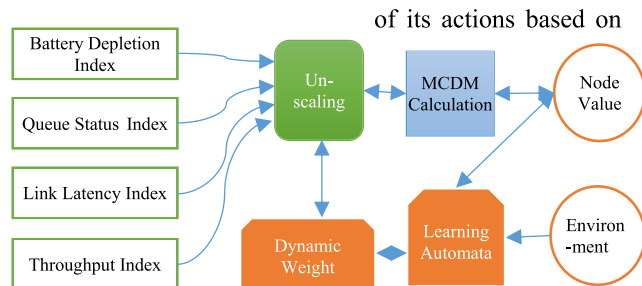 of its actions based on
Battery Depletion
Index
Queue Status Index
Link Latency Index
Throughput Index
Un-
scaling
MCDM
Calculation
Node
Value
Dynamic
Weight
Learning
Automata
Environ
-ment